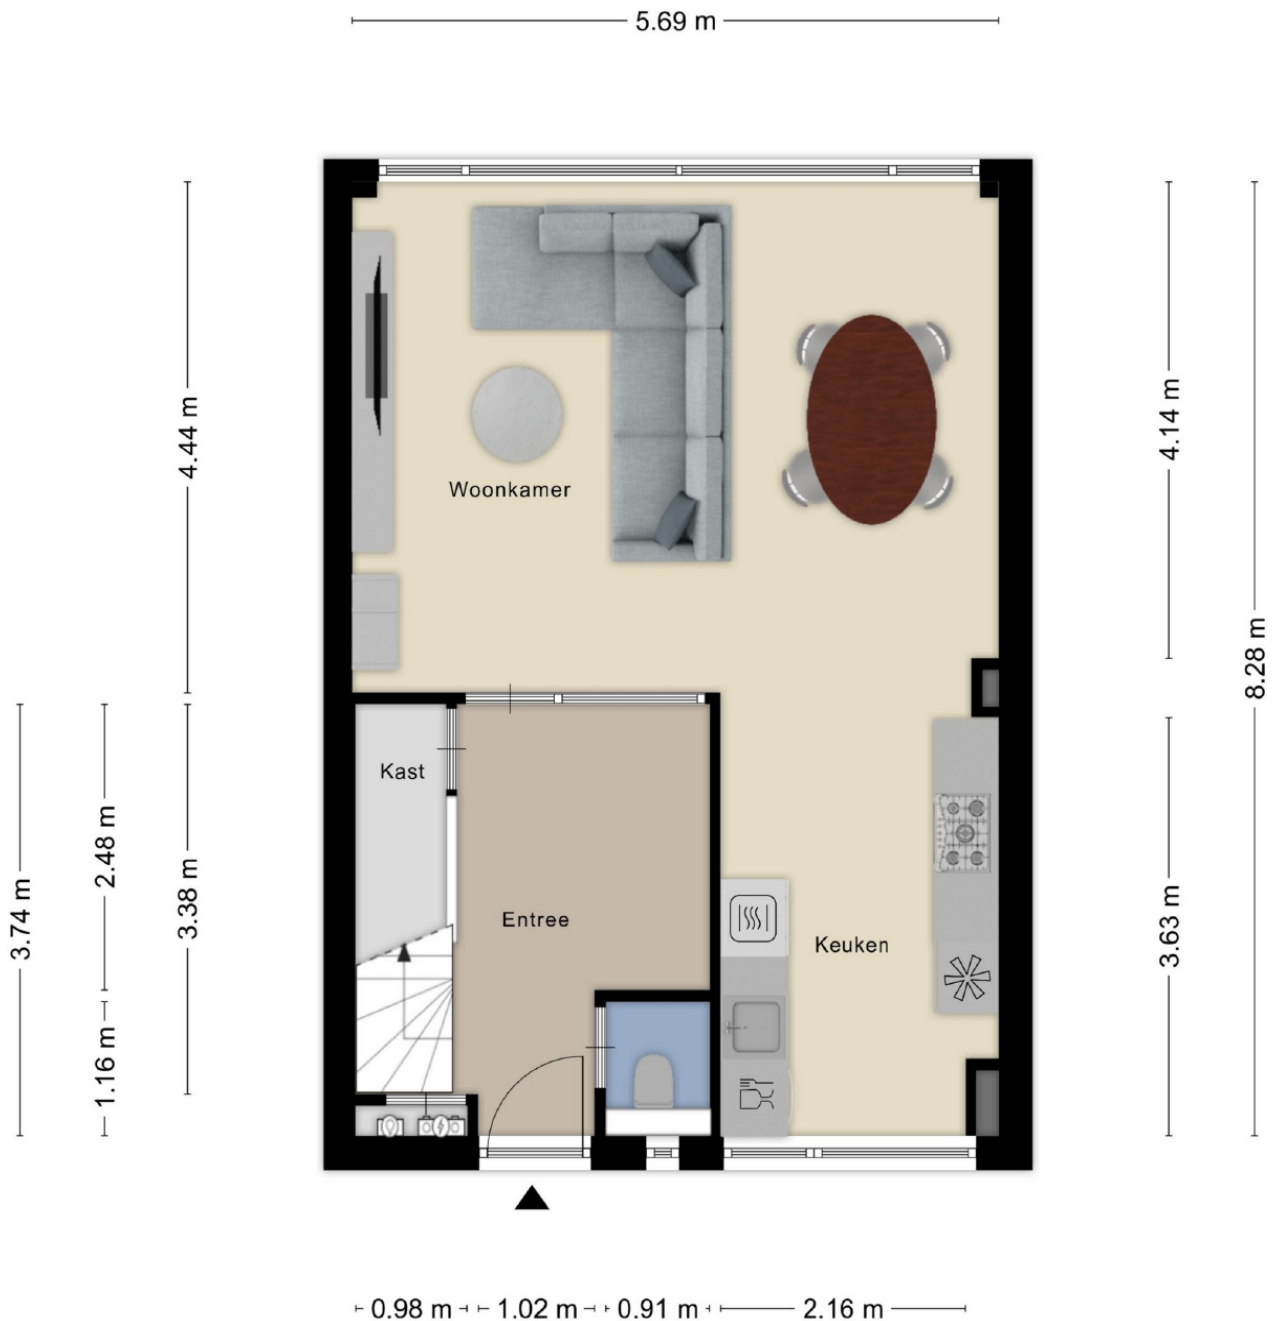 5.69 m
4.44 m
4.14 m
8.28 m
Woonkamer
Kast
2.48 m
3.38 m
3.74 m
Entree
Keuken
3.63 m
1.16 m
0.98 m
1.02 m
0.91 m
2.16 m